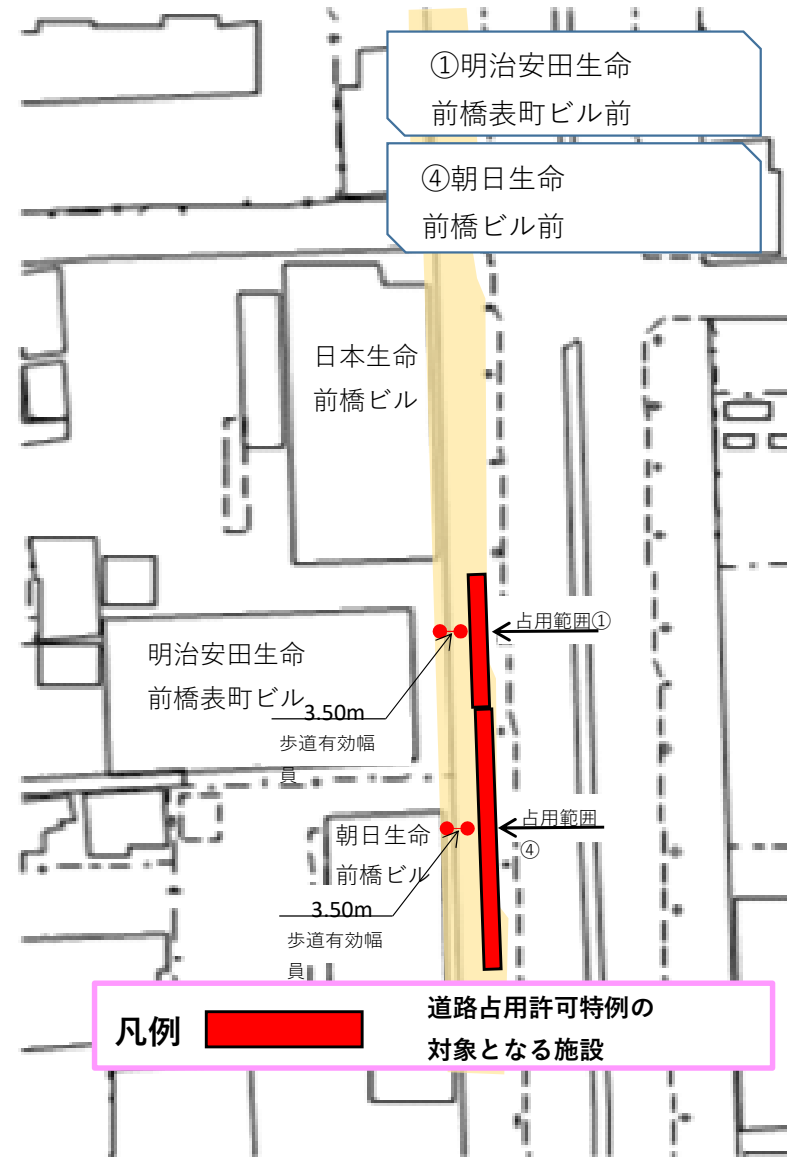 ①明治安田生命
前橋表町ビル前
④朝日生命
前橋ビル前
日本生命
前橋ビル
占用範囲①
明治安田生命
前橋表町ビル
3.50m
歩道有効幅
員
占用範囲
④
朝日生命
前橋ビル
3.50m
歩道有効幅
員
凡例
道路占用許可特例の
対象となる施設